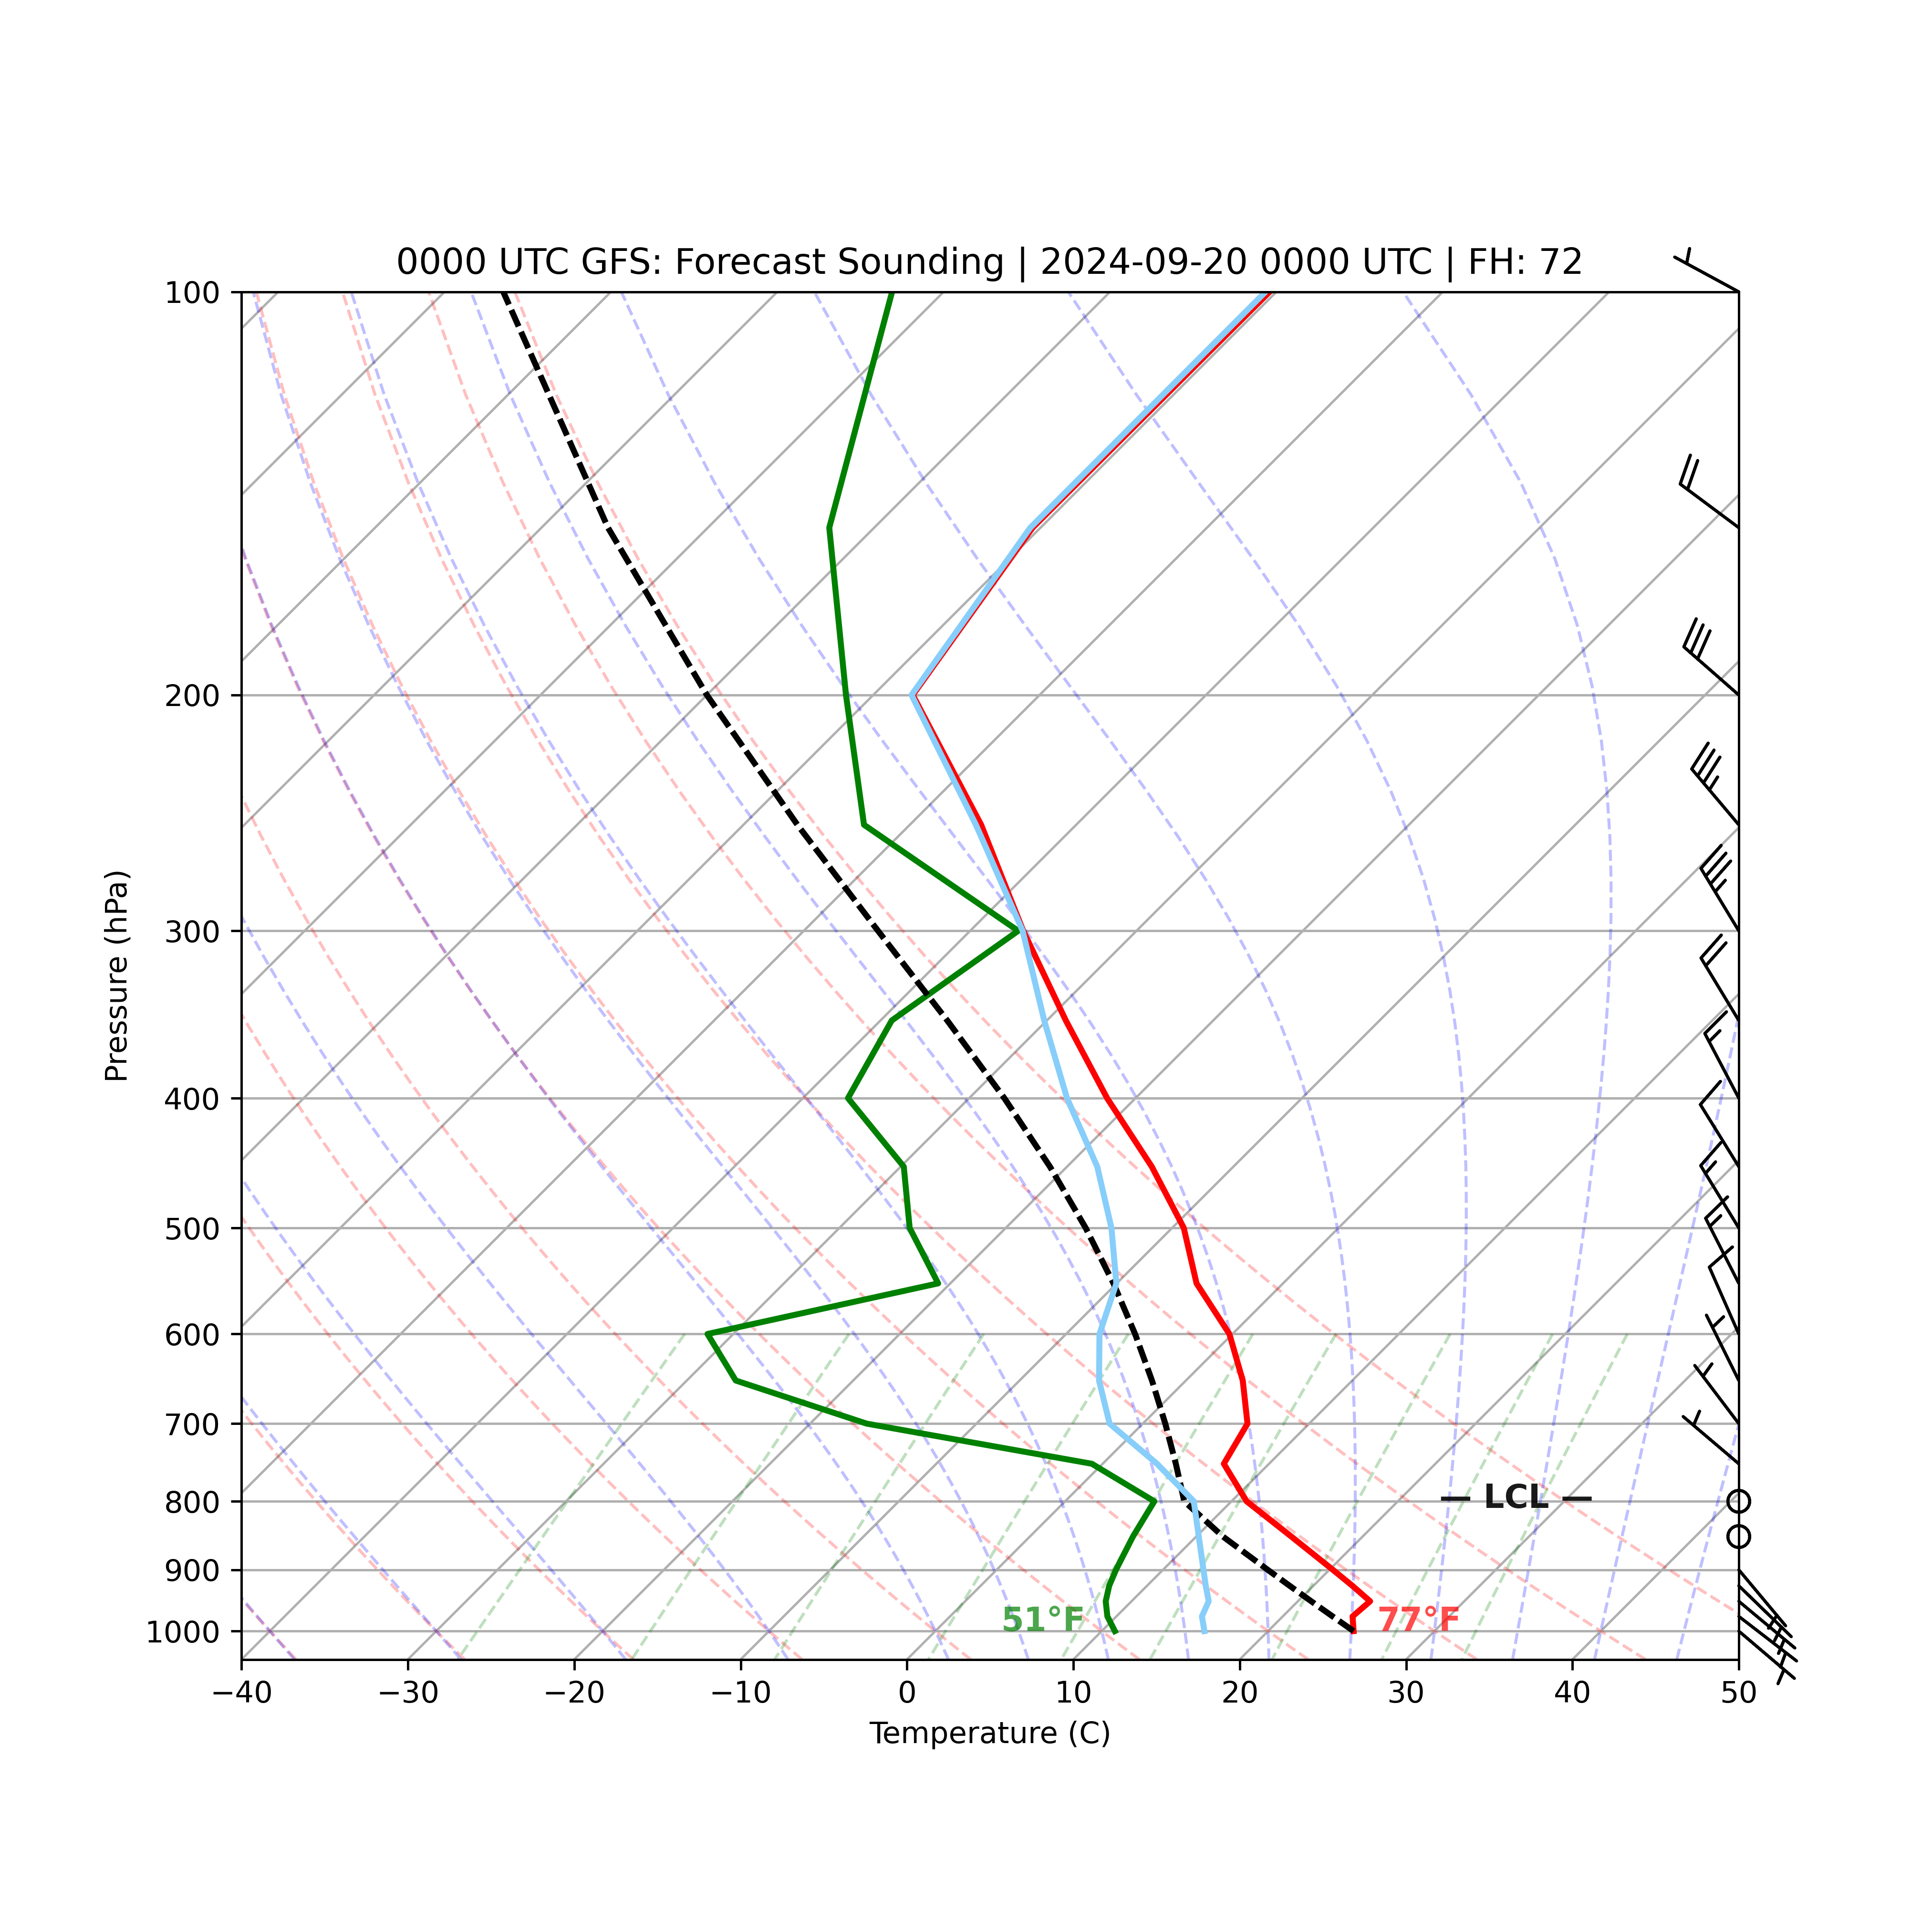 0000 UTC GFS: Forecast Sounding | 2024-09-20 0000 UTC | FH: 72
100
200
300
400
500
600
700
800
900
1000
Pressure (hPa)
— LCL —
51°F
77°F
−40 −30 −20 −10 0 10 20 30 40 50
Temperature (C)